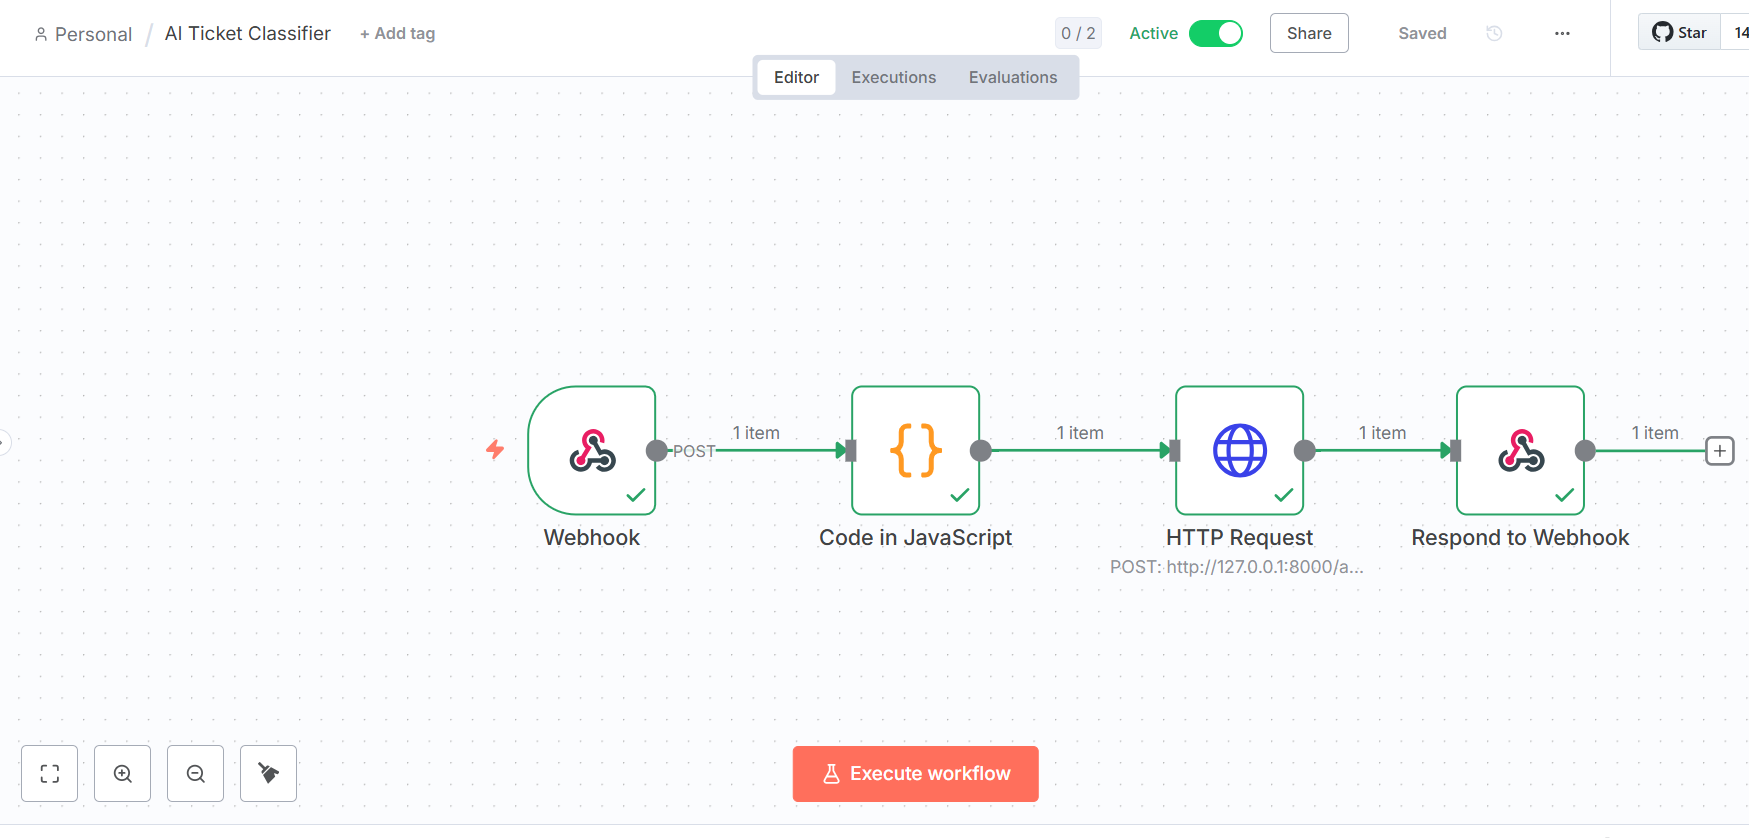 Personal / AI Ticket Classifier + Add tag 0 / 2 Active Share Saved ... Star 14
Editor Executions Evaluations
POST
1 item
1 item
1 item
1 item
{}
Webhook
Code in JavaScript
HTTP Request
Respond to Webhook
POST: http://127.0.0.1:8000/a...
Execute workflow